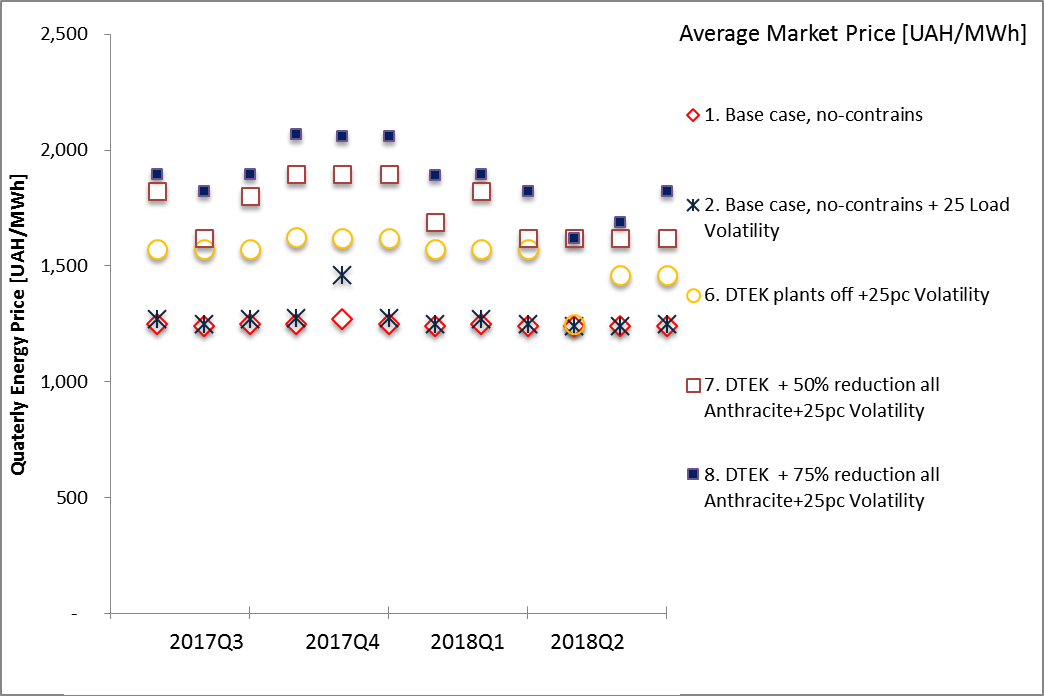 Average Market Price [UAH/MWh]
2,500
2,000
1,500
1,000
500
-
Quaterly Energy Price [UAH/MWh]
2017Q3
2017Q4
2018Q1
2018Q2
1. Base case, no-contrains
2. Base case, no-contrains + 25 Load
Volatility
6. DTEK plants off +25pc Volatility
7. DTEK  + 50% reduction all
Anthracite+25pc Volatility
8. DTEK  + 75% reduction all
Anthracite+25pc Volatility